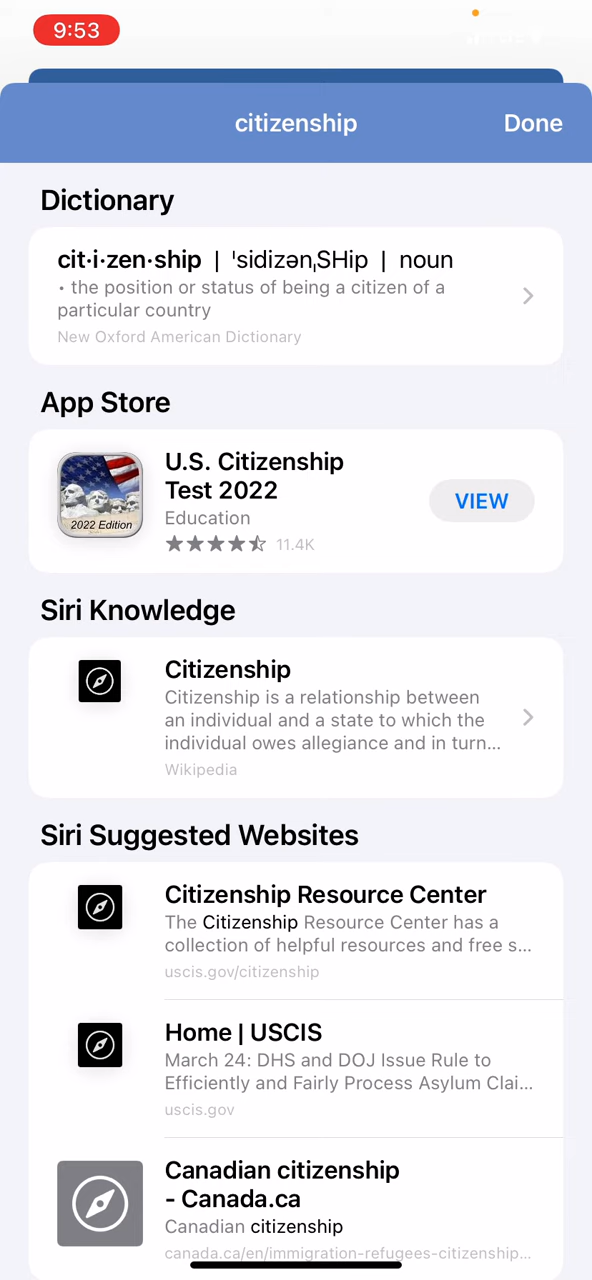 9:53
citizenship
Done
Dictionary
cit·i·zen·ship | ˈsidizənˌSHip | noun
• the position or status of being a citizen of a
particular country
New Oxford American Dictionary
App Store
2022 Edition
U.S. Citizenship
Test 2022
Education
11.4K
VIEW
Siri Knowledge
Citizenship
Citizenship is a relationship between
an individual and a state to which the
individual owes allegiance and in turn...
Wikipedia
Siri Suggested Websites
Citizenship Resource Center
The Citizenship Resource Center has a
collection of helpful resources and free s...
uscis.gov/citizenship
Home | USCIS
March 24: DHS and DOJ Issue Rule to
Efficiently and Fairly Process Asylum Clai...
uscis.gov
Canadian citizenship
- Canada.ca
Canadian citizenship
canada.ca/en/immigration-refugees-citizenship...